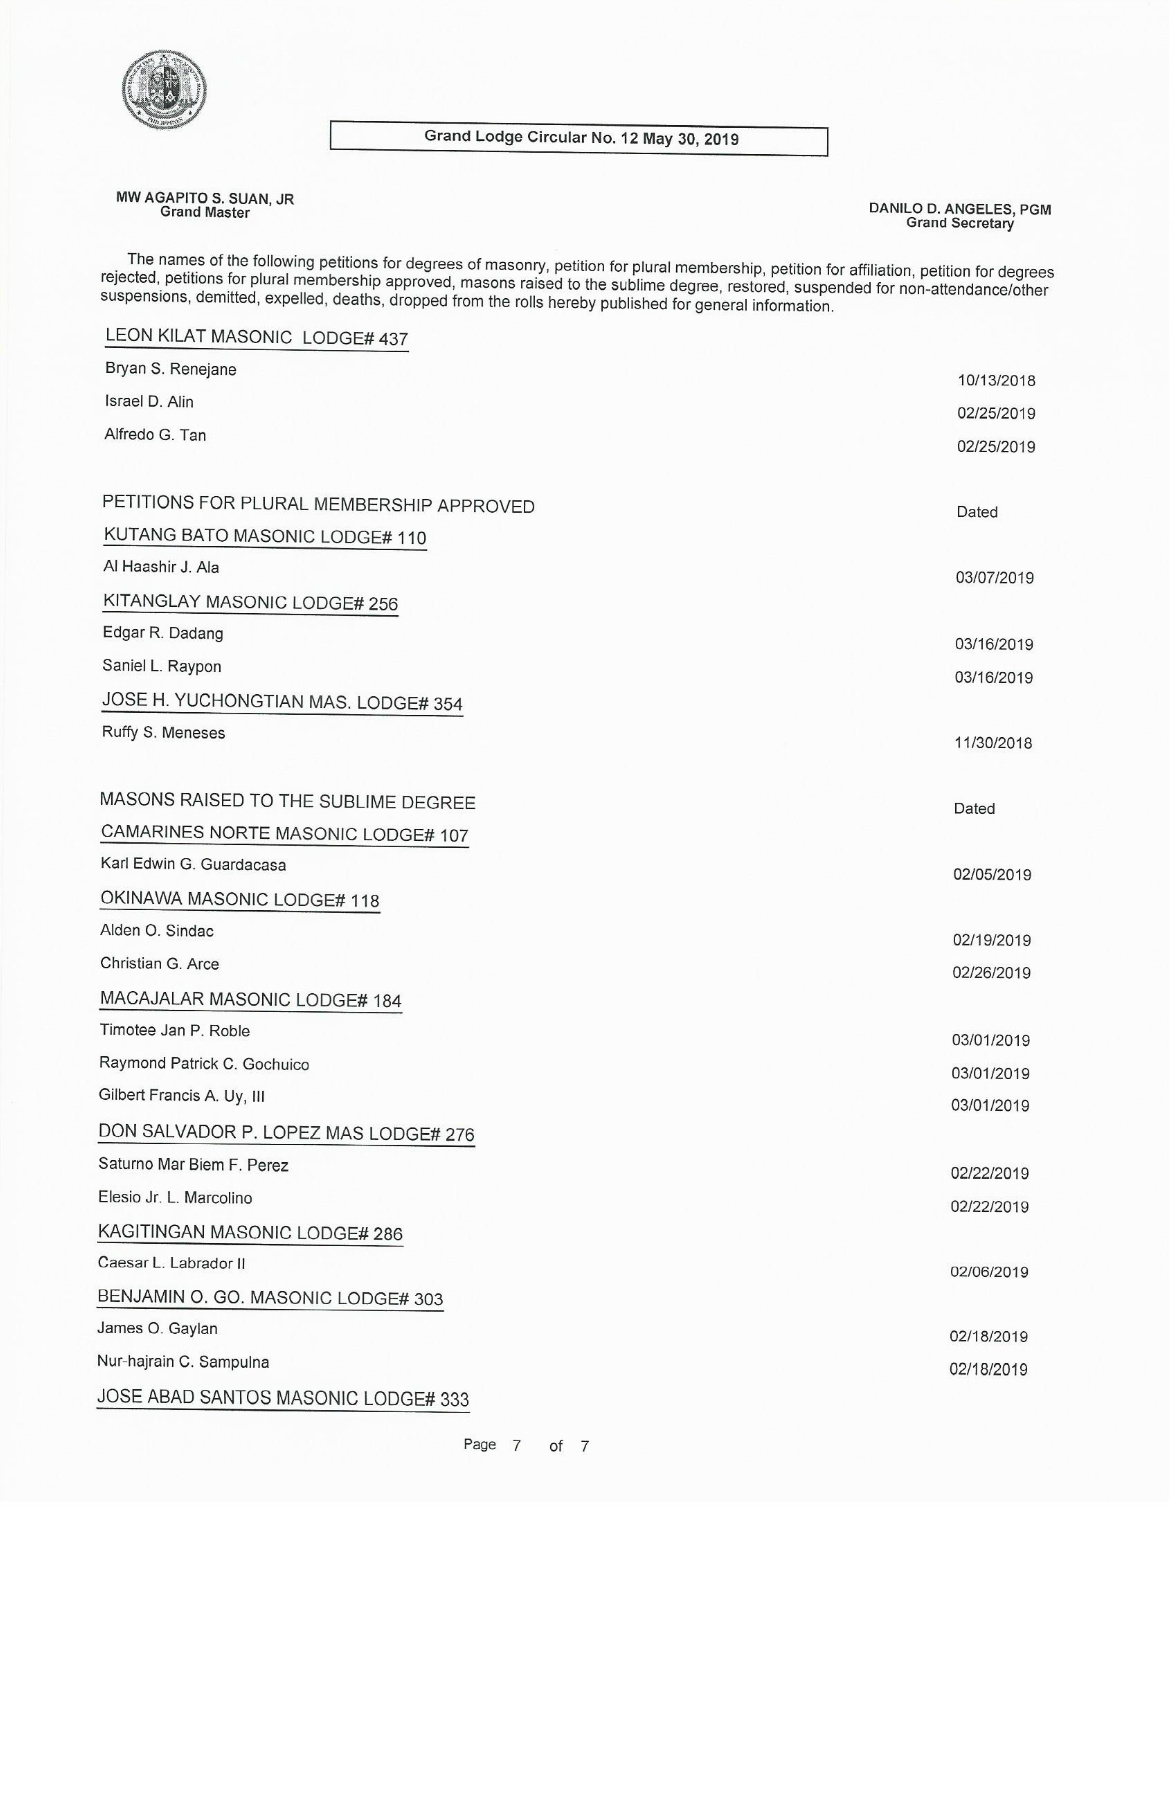 PHILIPPINES
Grand Lodge Circular No. 12 May 30, 2019
MW AGAPITO S. SUAN, JR
Grand Master
DANILO D. ANGELES, PGM
Grand Secretary
The names of the following petitions for degrees of masonry, petition for plural membership, petition for affiliation, petition for degrees
rejected, petitions for plural membership approved, masons raised to the sublime degree, restored, suspended for non-attendance/other
suspensions, demitted, expelled, deaths, dropped from the rolls hereby published for general information.
LEON KILAT MASONIC LODGE# 437
Bryan S. Renejane 10/13/2018
Israel D. Alin 02/25/2019
Alfredo G. Tan 02/25/2019
PETITIONS FOR PLURAL MEMBERSHIP APPROVED Dated
KUTANG BATO MASONIC LODGE# 110
Al Haashir J. Ala 03/07/2019
KITANGLAY MASONIC LODGE# 256
Edgar R. Dadang 03/16/2019
Saniel L. Raypon 03/16/2019
JOSE H. YUCHONGTIAN MAS. LODGE# 354
Ruffy S. Meneses 11/30/2018
MASONS RAISED TO THE SUBLIME DEGREE Dated
CAMARINES NORTE MASONIC LODGE# 107
Karl Edwin G. Guardacasa 02/05/2019
OKINAWA MASONIC LODGE# 118
Alden O. Sindac 02/19/2019
Christian G. Arce 02/26/2019
MACAJALAR MASONIC LODGE# 184
Timotee Jan P. Roble 03/01/2019
Raymond Patrick C. Gochuico 03/01/2019
Gilbert Francis A. Uy, III 03/01/2019
DON SALVADOR P. LOPEZ MAS LODGE# 276
Saturno Mar Biem F. Perez 02/22/2019
Elesio Jr. L. Marcolino 02/22/2019
KAGITINGAN MASONIC LODGE# 286
Caesar L. Labrador II 02/06/2019
BENJAMIN O. GO. MASONIC LODGE# 303
James O. Gaylan 02/18/2019
Nur-hajrain C. Sampulna 02/18/2019
JOSE ABAD SANTOS MASONIC LODGE# 333
Page 7 of 7